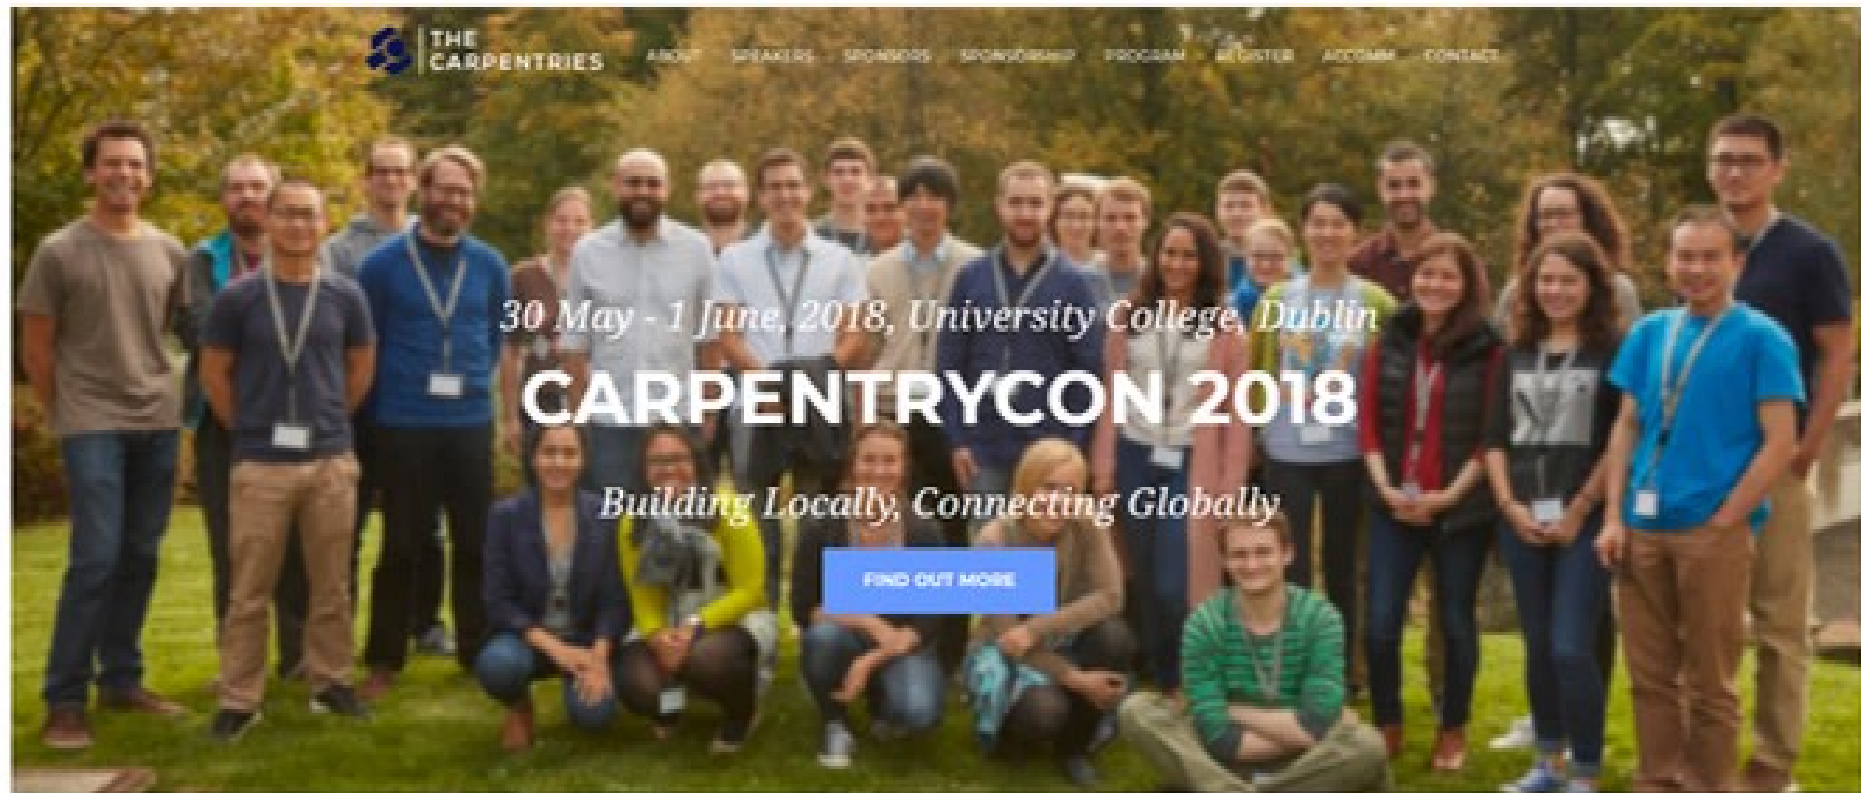 THE
CARPENTRIES
ABOUT SPEAKERS SPONSORS SPONSORSHIP PROGRAM REGISTER ACCOMM CONTACT
30 May - 1 June, 2018, University College, Dublin
CARPENTRYCON 2018
Building Locally, Connecting Globally
FIND OUT MORE